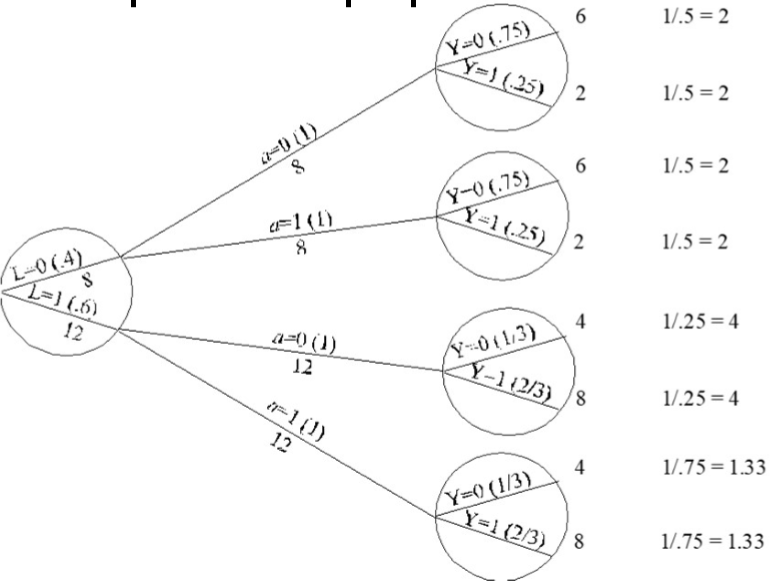 6 1/.5 = 2
Y=0 (.75)
Y=1 (.25)
2 1/.5 = 2
a=0 (1)
8
6 1/.5 = 2
Y=0 (.75)
a=1 (1)
8
Y=1 (.25)
2 1/.5 = 2
L=0 (.4)
8
L=1 (.6)
12
4 1/.25 = 4
a=0 (1)
12
Y=0 (1/3)
Y=1 (2/3)
8 1/.25 = 4
a=1 (1)
12
4 1/.75 = 1.33
Y=0 (1/3)
Y=1 (2/3)
8 1/.75 = 1.33